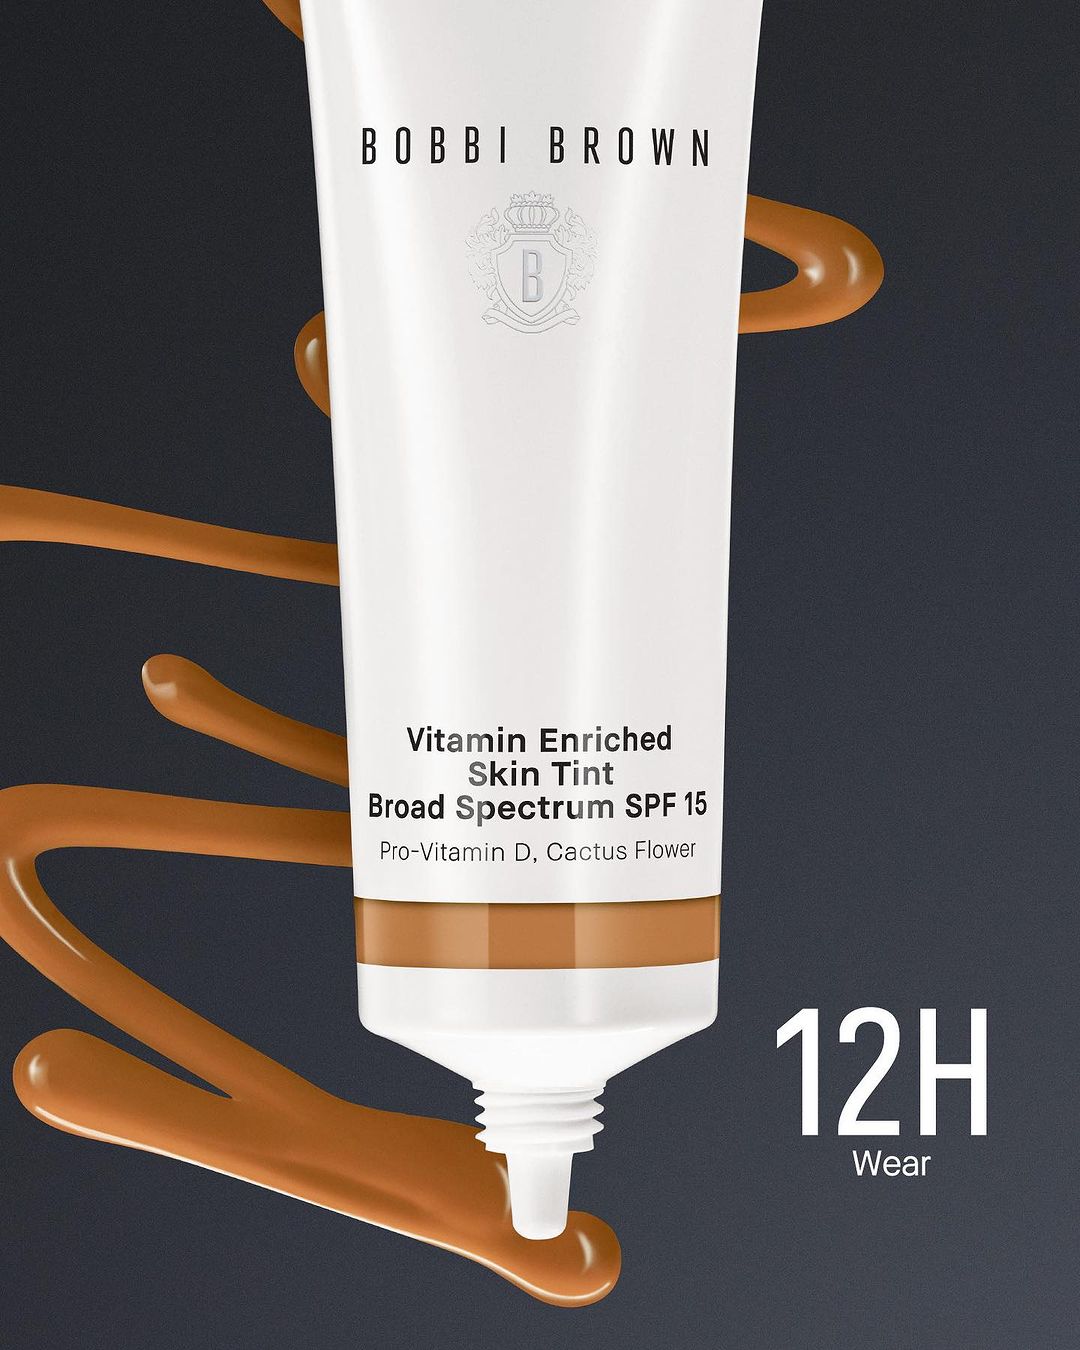 BOBBI BROWN
B
Vitamin Enriched
Skin Tint
Broad Spectrum SPF 15
Pro-Vitamin D, Cactus Flower
12H
Wear